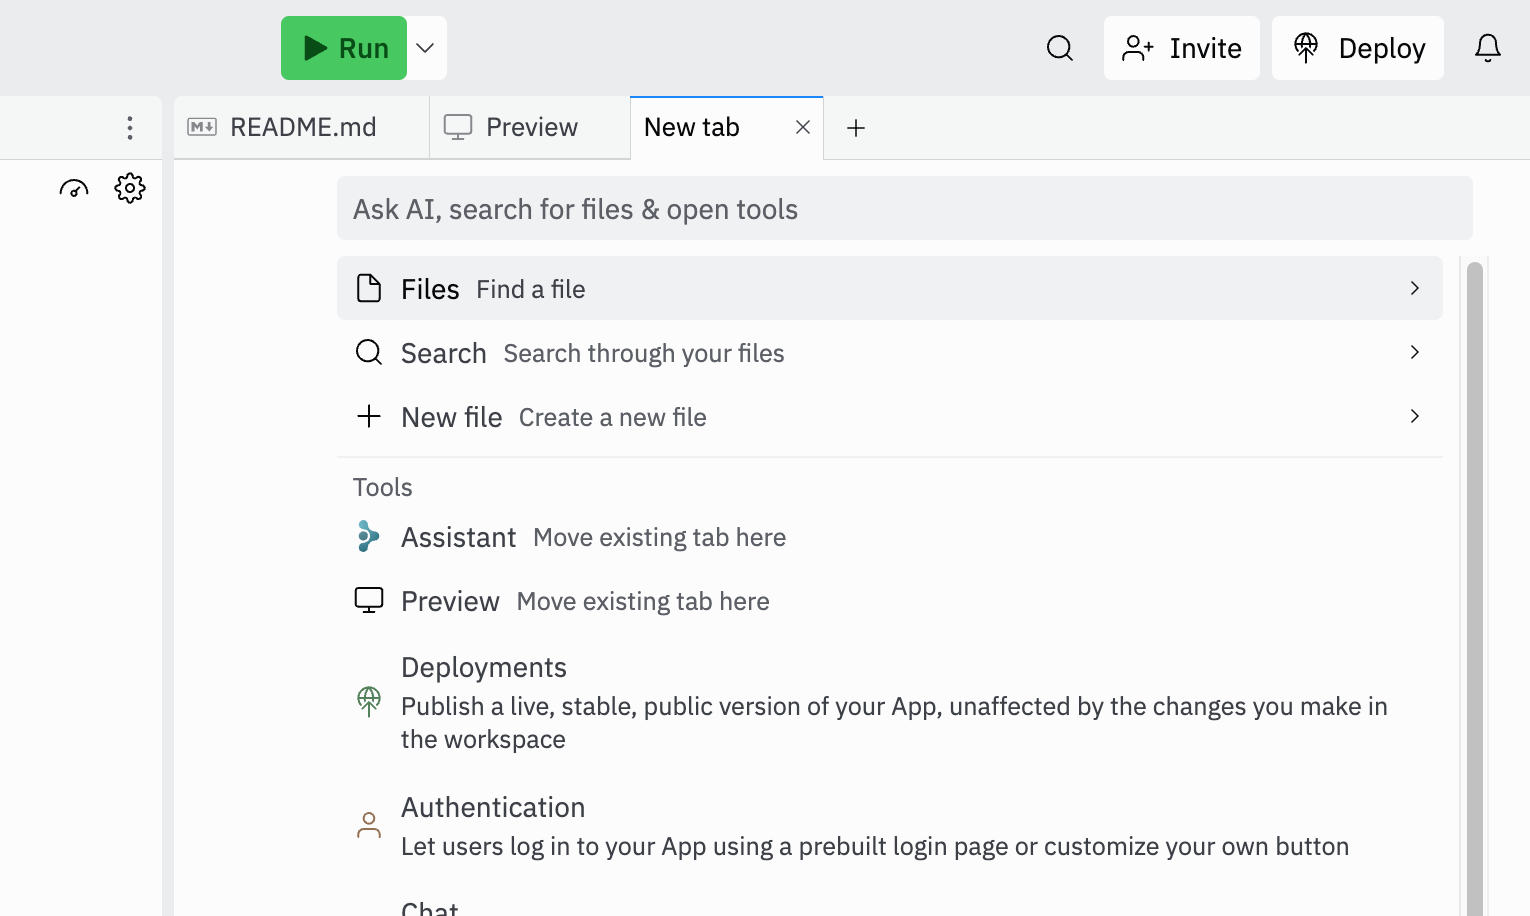 Run
Invite
Deploy
README.md
Preview
New tab
Ask AI, search for files & open tools
Files Find a file
Search Search through your files
New file Create a new file
Tools
Assistant Move existing tab here
Preview Move existing tab here
Deployments
Publish a live, stable, public version of your App, unaffected by the changes you make in
the workspace
Authentication
Let users log in to your App using a prebuilt login page or customize your own button
Chat